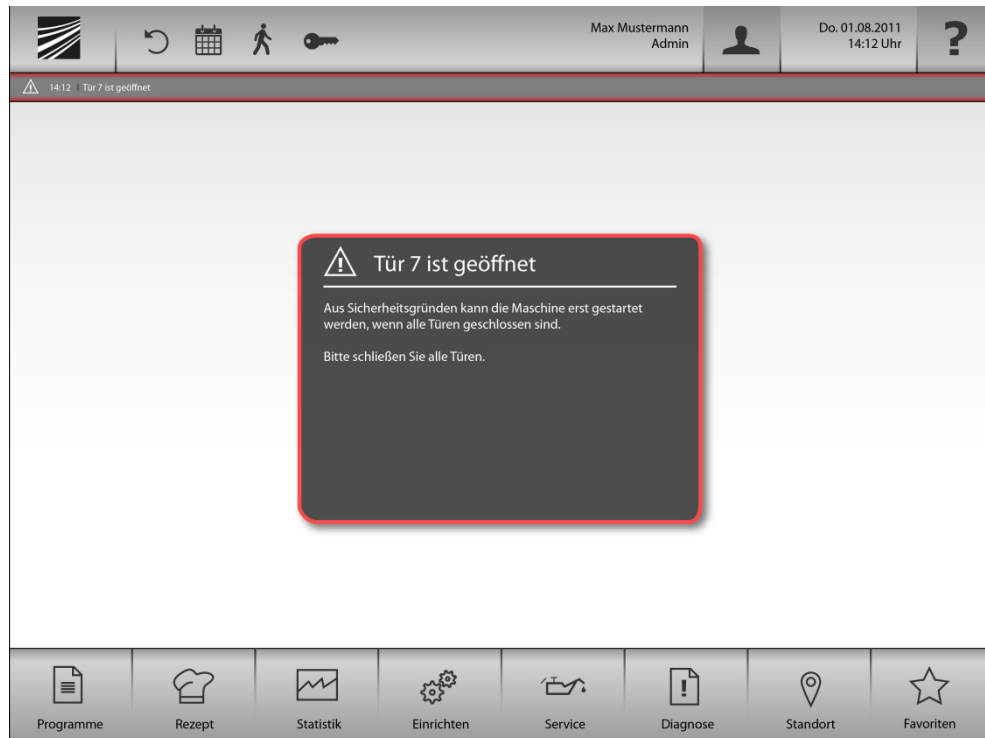 Max Mustermann
Admin
Do. 01.08.2011
14:12 Uhr
?
14:12 | Tür 7 ist geöffnet
Tür 7 ist geöffnet
Aus Sicherheitsgründen kann die Maschine erst gestartet
werden, wenn alle Türen geschlossen sind.
Bitte schließen Sie alle Türen.
Programme
Rezept
Statistik
Einrichten
Service
Diagnose
Standort
Favoriten